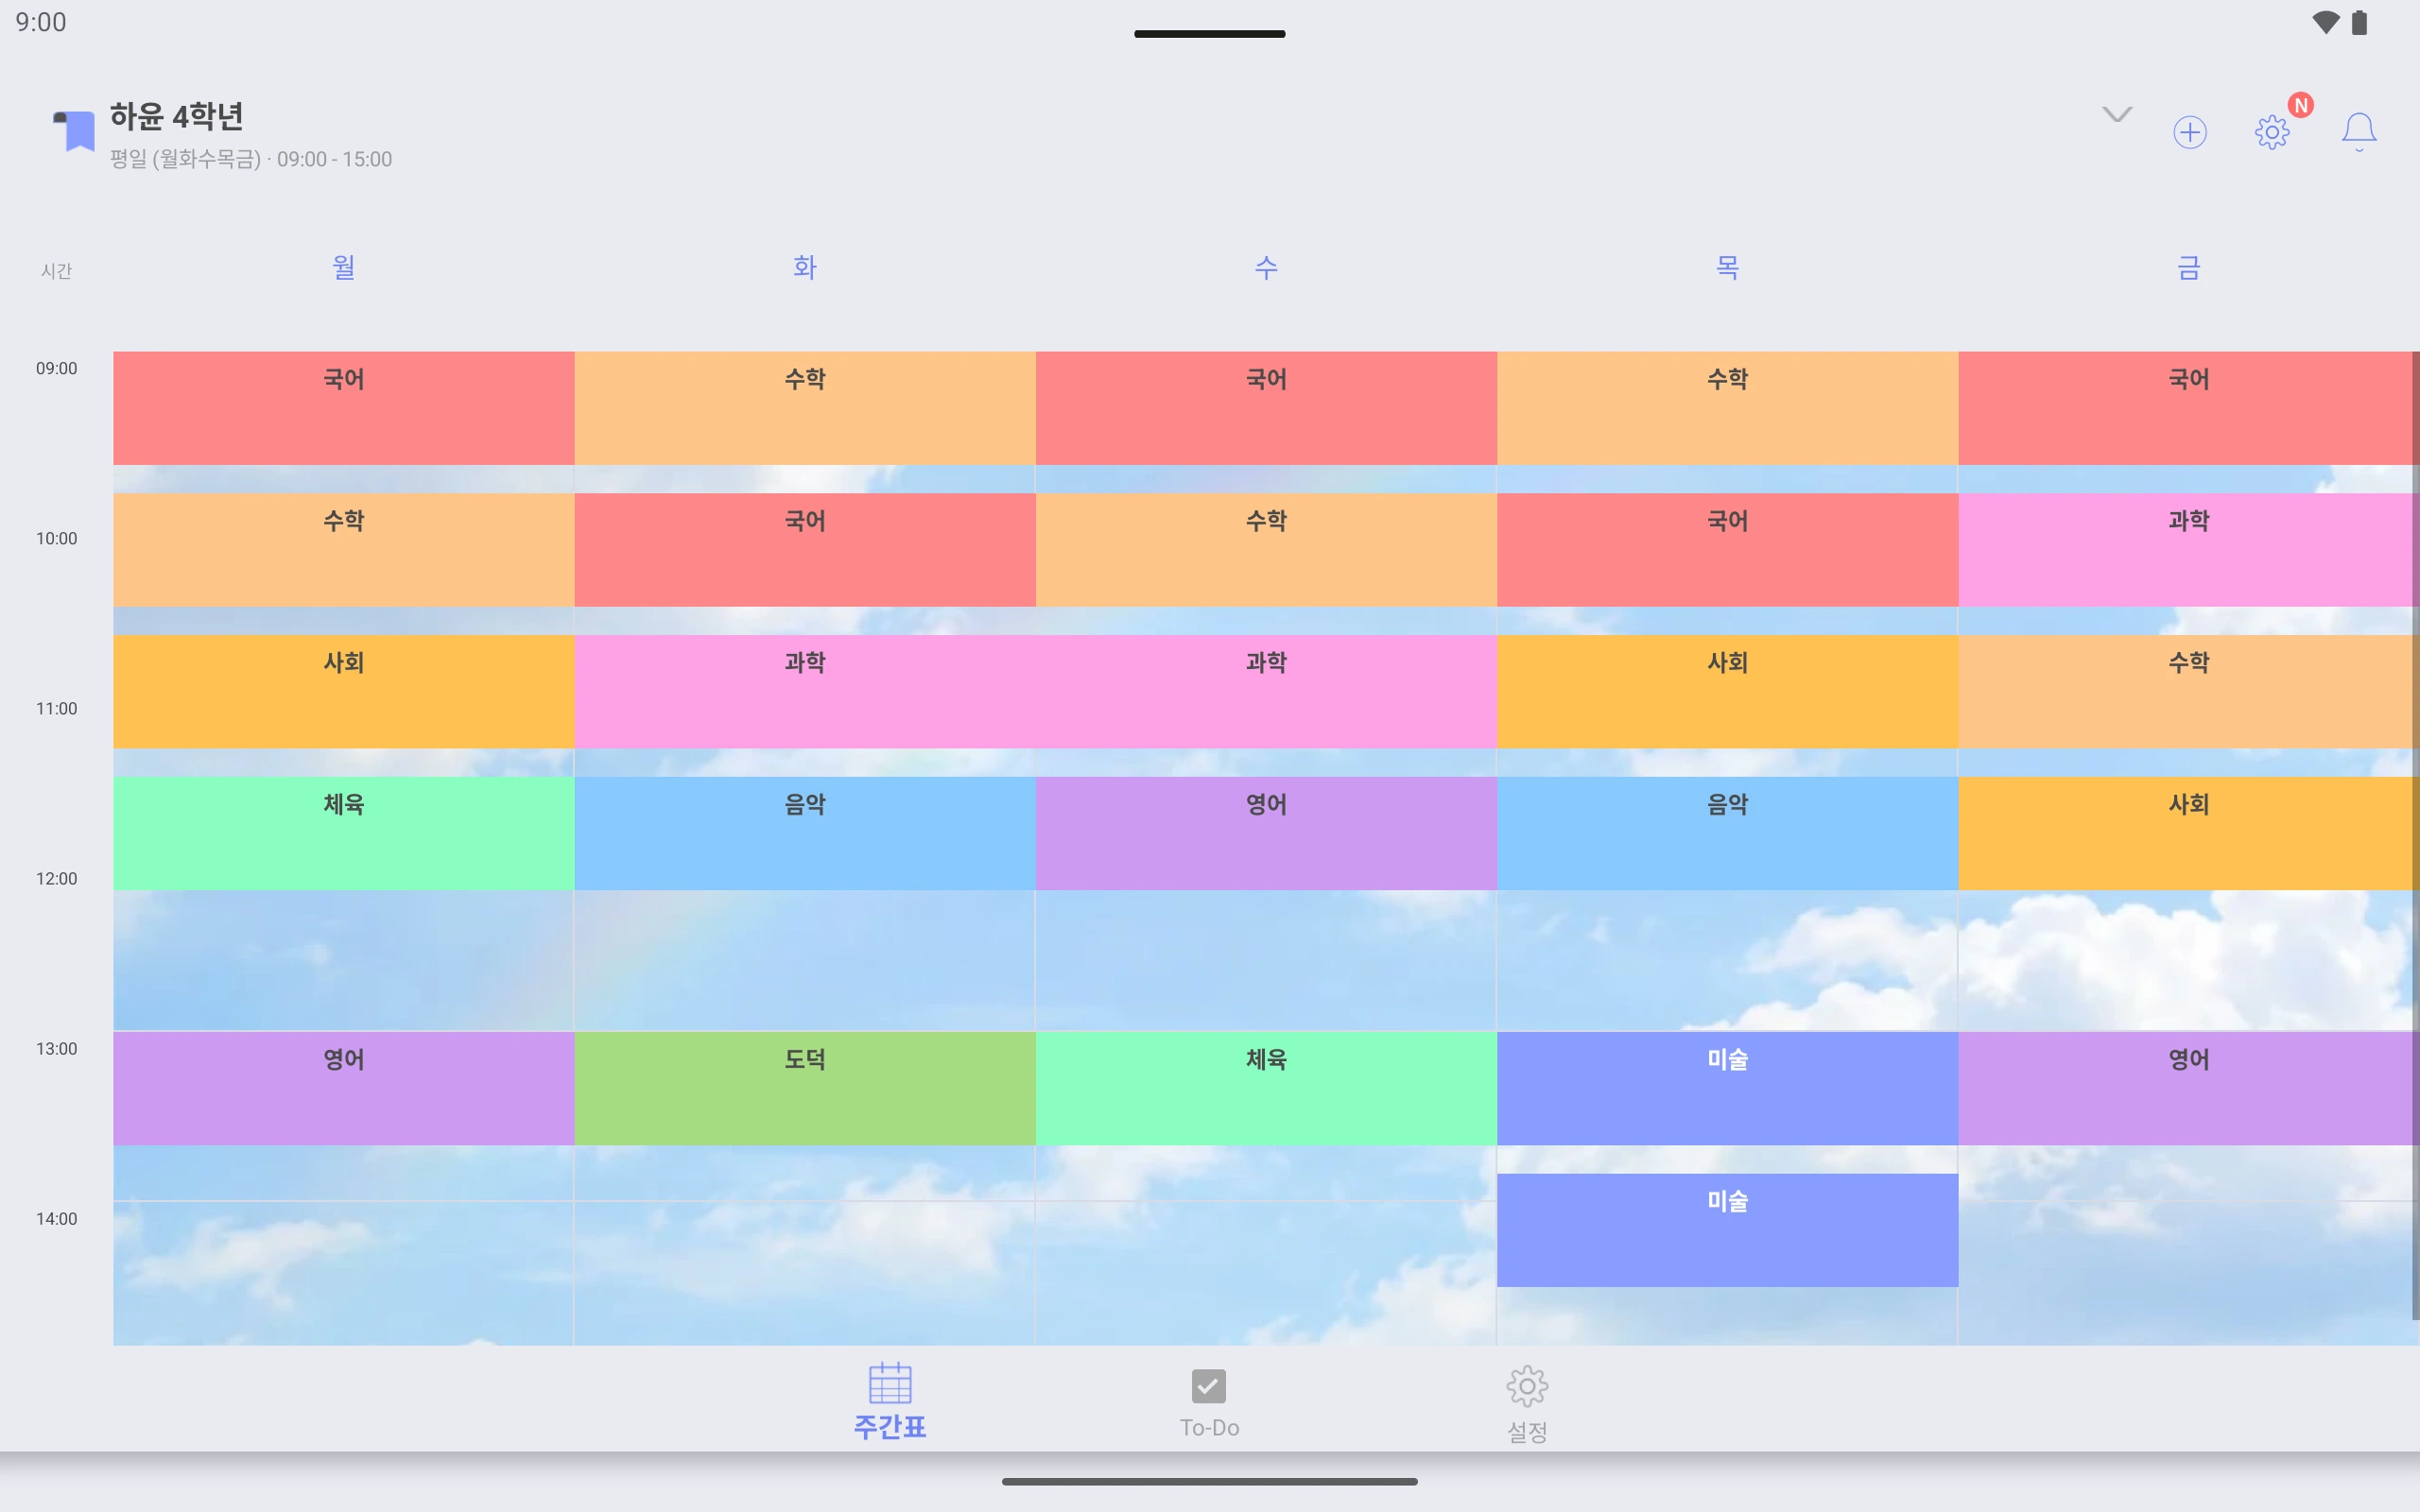 9:00
하윤 4학년
N
평일 (월화수목금) · 09:00 - 15:00
시간 월 화 수 목 금
09:00 국어 수학 국어 수학 국어
10:00 수학 국어 수학 국어 과학
사회 과학 과학 사회 수학
11:00
체육 음악 영어 음악 사회
12:00
13:00 영어 도덕 체육 미술 영어
미술
14:00
주간표 To-Do 설정